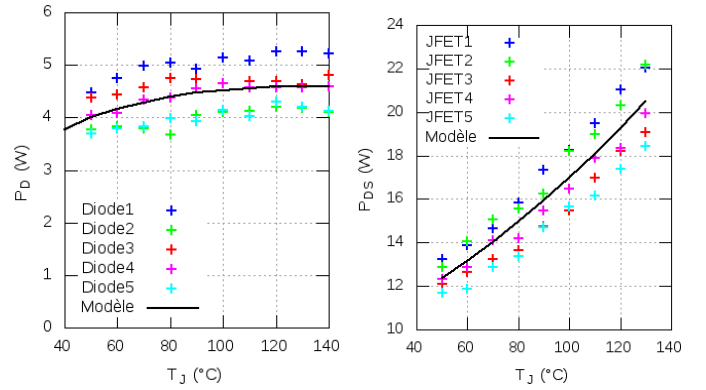 6
5
4
3
2
1
0
P_D (W)
Diode1
Diode2
Diode3
Diode4
Diode5
Modèle
40 60 80 100 120 140
T_J (°C)
24
22
20
18
16
14
12
10
P_DS (W)
JFET1
JFET2
JFET3
JFET4
JFET5
Modèle
40 60 80 100 120 140
T_J (°C)